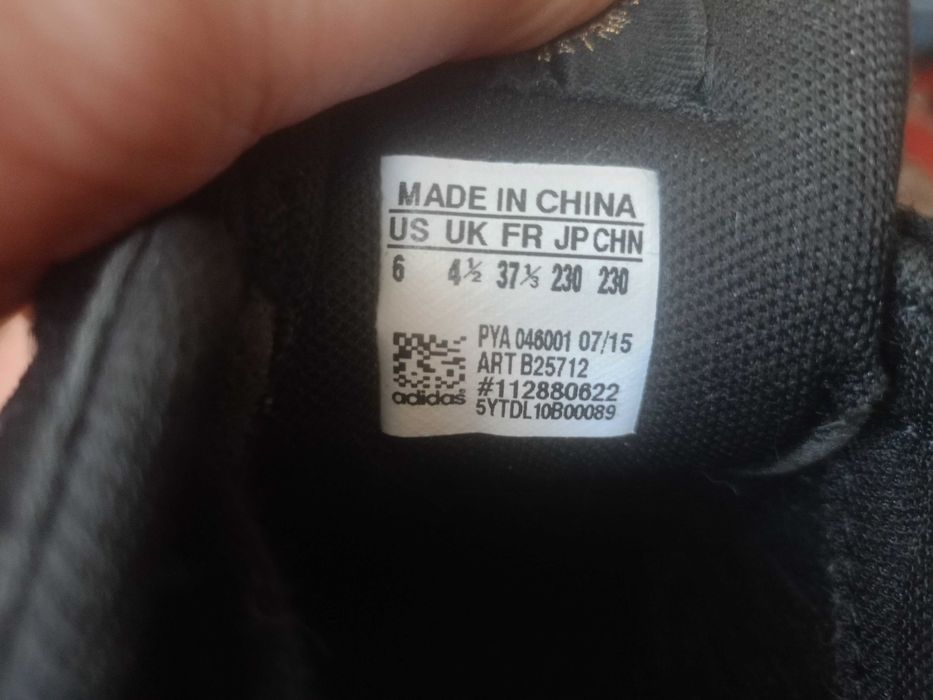 MADE IN CHINA
US UK FR JP CHN
6 4½ 37⅓ 230 230
PYA 046001 07/15
ART B25712
#112880622
adidas 5YTDL10B00089